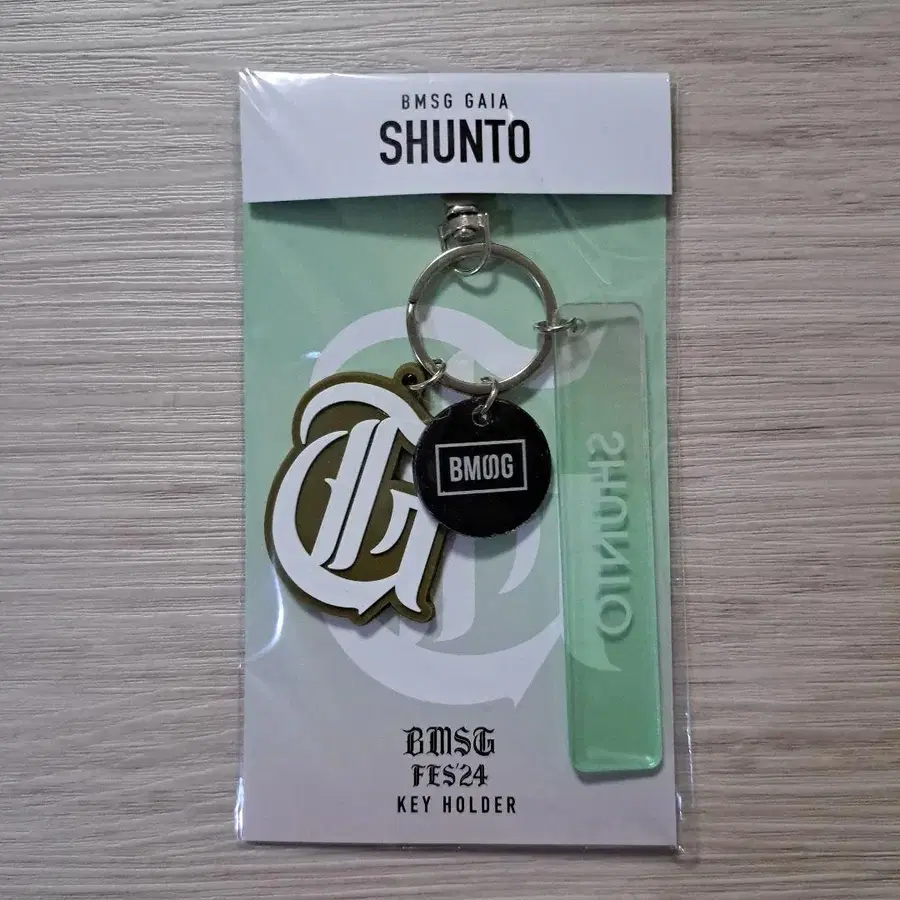 BMSG GAIA
SHUNTO
G
BMSG
SHUNTO
BMSG
FES'24
KEY HOLDER